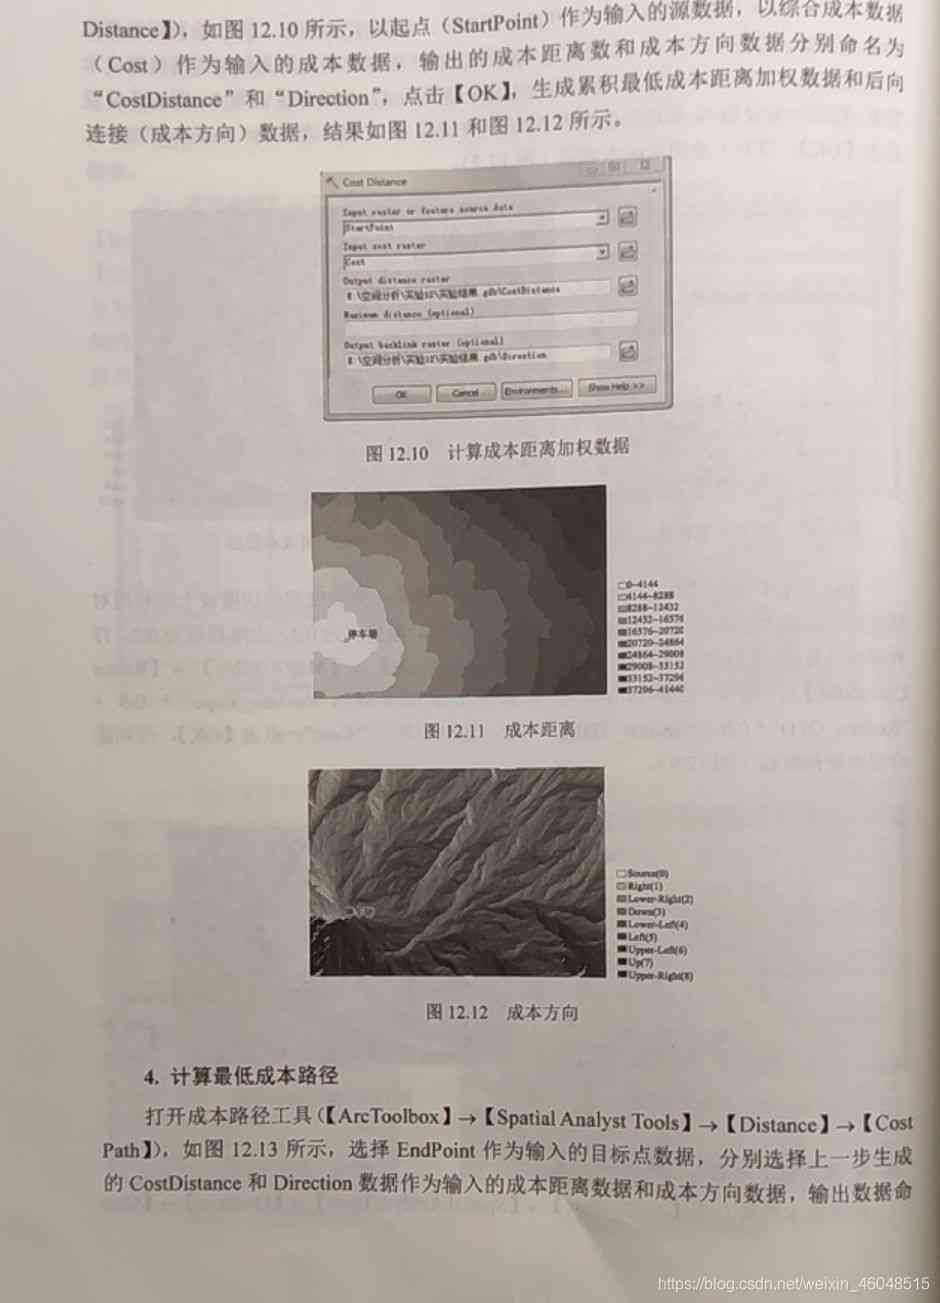 Distance】)，如图 12.10 所示，以起点（StartPoint）作为输入的源数据，以综合成本数据
（Cost）作为输入的成本数据，输出的成本距离数和成本方向数据分别命名为
“CostDistance”和“Direction”，点击【OK】，生成累积最低成本距离加权数据和后向
连接（成本方向）数据，结果如图 12.11 和图 12.12 所示。
Cost Distance
Input raster or feature source data
StartPoint
Input cost raster
Cost
Output distance raster
E:\空间分析\实验12\实验结果.gdb\CostDistance
Maximum distance (optional)
Output backlink raster (optional)
E:\空间分析\实验12\实验结果.gdb\Direction
OK Cancel Environments... Show Help >>
图 12.10 计算成本距离加权数据
停车场
0~4144
4144~8288
8288~12432
12432~16576
16576~20720
20720~24864
24864~29008
29008~33152
33152~37296
37296~41440
图 12.11 成本距离
Source(0)
Right(1)
Lower-Right(2)
Down(3)
Lower-Left(4)
Left(5)
Upper-Left(6)
Up(7)
Upper-Right(8)
图 12.12 成本方向
4. 计算最低成本路径
打开成本路径工具(【ArcToolbox】→【Spatial Analyst Tools】→【Distance】→【Cost
Path】)，如图 12.13 所示，选择 EndPoint 作为输入的目标点数据，分别选择上一步生成
的 CostDistance 和 Direction 数据作为输入的成本距离数据和成本方向数据，输出数据命
https://blog.csdn.net/weixin_46048515